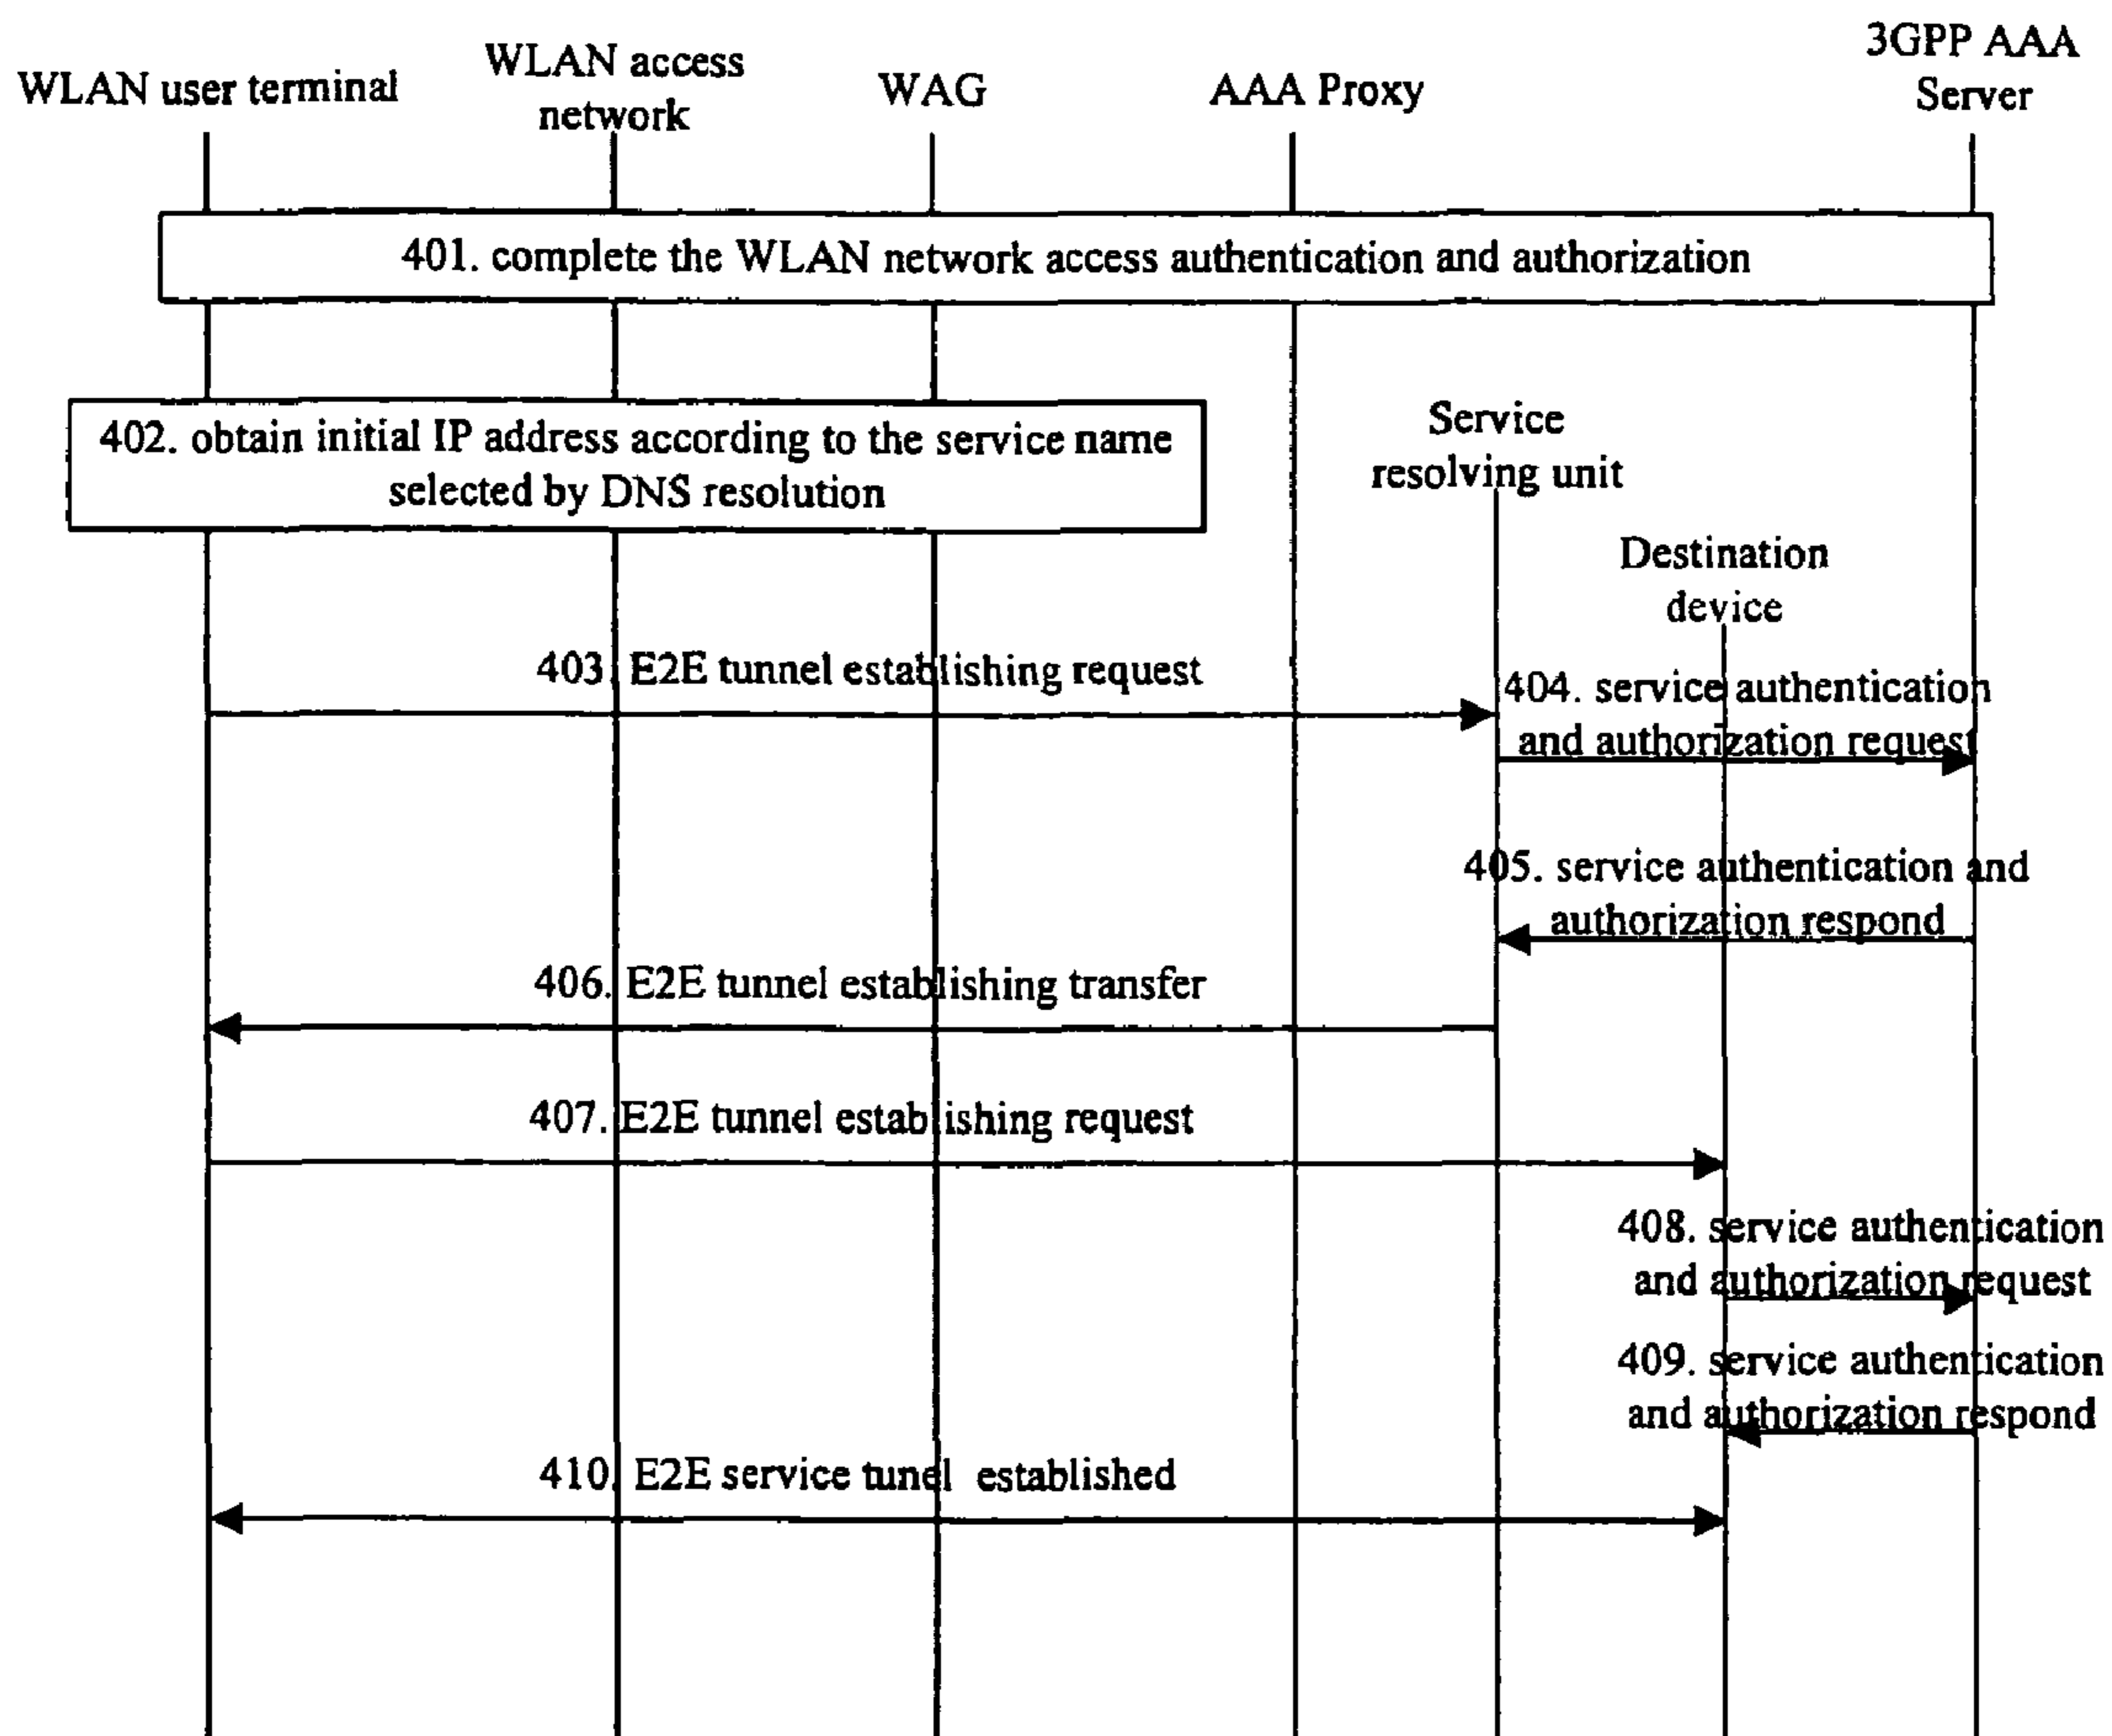 3GPP AAA
Server
WLAN user terminal
WLAN access
network
WAG
AAA Proxy
401. complete the WLAN network access authentication and authorization
402. obtain initial IP address according to the service name
selected by DNS resolution
Service
resolving unit
Destination
device
403. E2E tunnel establishing request
404. service authentication
and authorization request
405. service authentication and
authorization respond
406. E2E tunnel establishing transfer
407. E2E tunnel establishing request
408. service authentication
and authorization request
409. service authentication
and authorization respond
410. E2E service tunel established